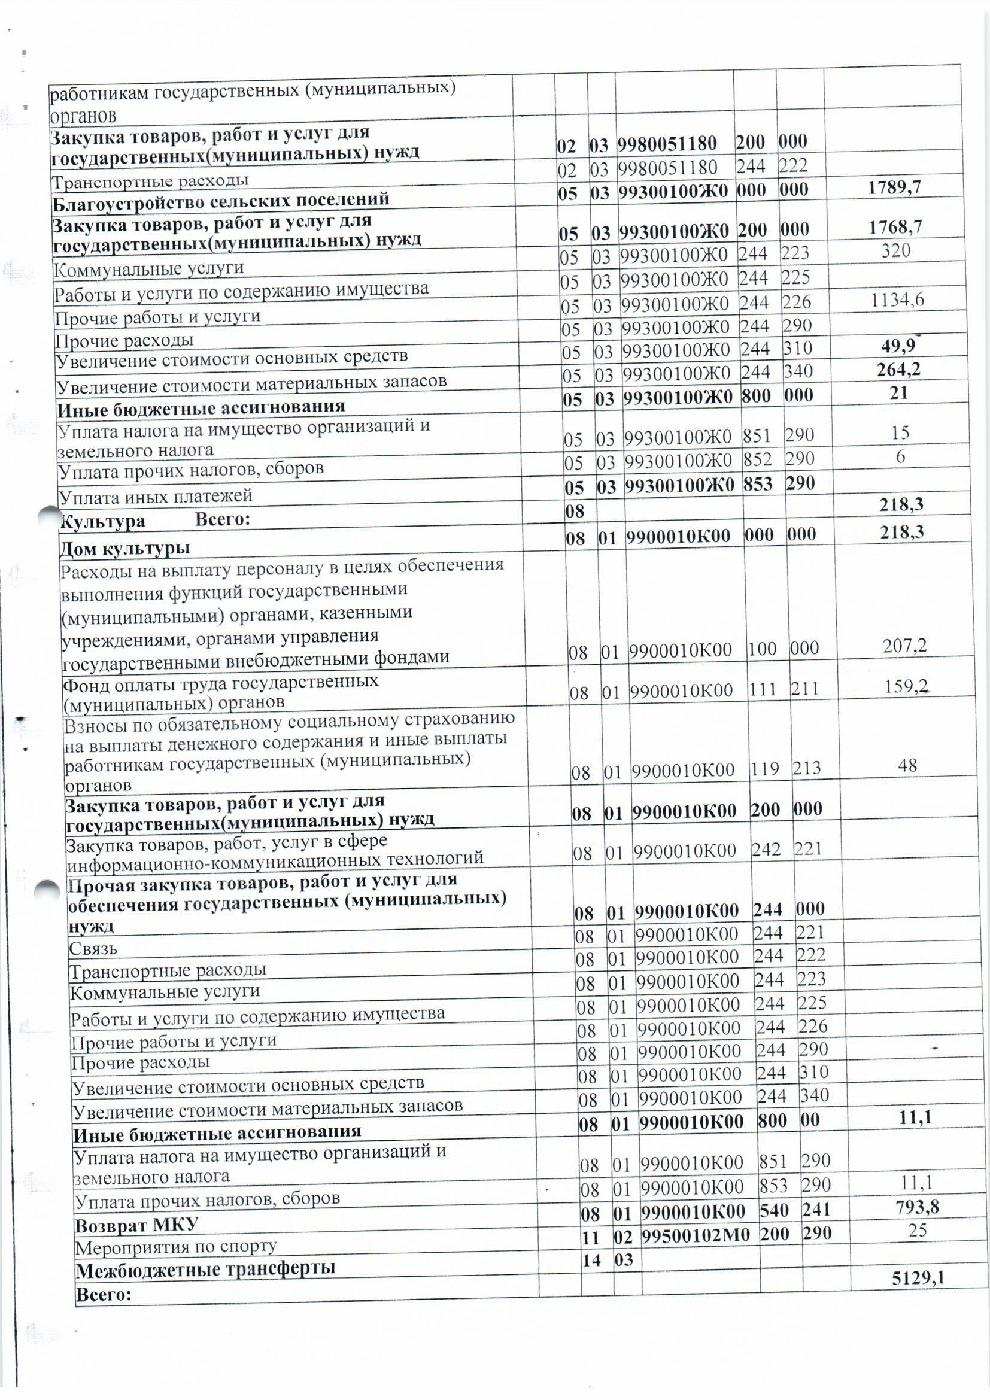 работникам государственных (муниципальных)
органов
Закупка товаров, работ и услуг для
государственных(муниципальных) нужд 02 03 9980051180 200 000
Транспортные расходы 02 03 9980051180 244 222
Благоустройство сельских поселений 05 03 99300100Ж0 000 000 1789,7
Закупка товаров, работ и услуг для
государственных(муниципальных) нужд 05 03 99300100Ж0 200 000 1768,7
Коммунальные услуги 05 03 99300100Ж0 244 223 320
Работы и услуги по содержанию имущества 05 03 99300100Ж0 244 225
Прочие работы и услуги 05 03 99300100Ж0 244 226 1134,6
Прочие расходы 05 03 99300100Ж0 244 290
Увеличение стоимости основных средств 05 03 99300100Ж0 244 310 49,9
Увеличение стоимости материальных запасов 05 03 99300100Ж0 244 340 264,2
Иные бюджетные ассигнования 05 03 99300100Ж0 800 000 21
Уплата налога на имущество организаций и
земельного налога 05 03 99300100Ж0 851 290 15
Уплата прочих налогов, сборов 05 03 99300100Ж0 852 290 6
Уплата иных платежей 05 03 99300100Ж0 853 290
Культура Всего: 08 218,3
Дом культуры 08 01 9900010К00 000 000 218,3
Расходы на выплату персоналу в целях обеспечения
выполнения функций государственными
(муниципальными) органами, казенными
учреждениями, органами управления
государственными внебюджетными фондами 08 01 9900010К00 100 000 207,2
Фонд оплаты труда государственных
(муниципальных) органов 08 01 9900010К00 111 211 159,2
Взносы по обязательному социальному страхованию
на выплаты денежного содержания и иные выплаты
работникам государственных (муниципальных)
органов 08 01 9900010К00 119 213 48
Закупка товаров, работ и услуг для
государственных(муниципальных) нужд 08 01 9900010К00 200 000
Закупка товаров, работ, услуг в сфере
информационно-коммуникационных технологий 08 01 9900010К00 242 221
Прочая закупка товаров, работ и услуг для
обеспечения государственных (муниципальных)
нужд 08 01 9900010К00 244 000
Связь 08 01 9900010К00 244 221
Транспортные расходы 08 01 9900010К00 244 222
Коммунальные услуги 08 01 9900010К00 244 223
Работы и услуги по содержанию имущества 08 01 9900010К00 244 225
Прочие работы и услуги 08 01 9900010К00 244 226
Прочие расходы 08 01 9900010К00 244 290 -
Увеличение стоимости основных средств 08 01 9900010К00 244 310
Увеличение стоимости материальных запасов 08 01 9900010К00 244 340
Иные бюджетные ассигнования 08 01 9900010К00 800 00 11,1
Уплата налога на имущество организаций и
земельного налога 08 01 9900010К00 851 290
Уплата прочих налогов, сборов 08 01 9900010К00 853 290 11,1
Возврат МКУ 08 01 9900010К00 540 241 793,8
Мероприятия по спорту 11 02 99500102М0 200 290 25
Межбюджетные трансферты 14 03
Всего: 5129,1